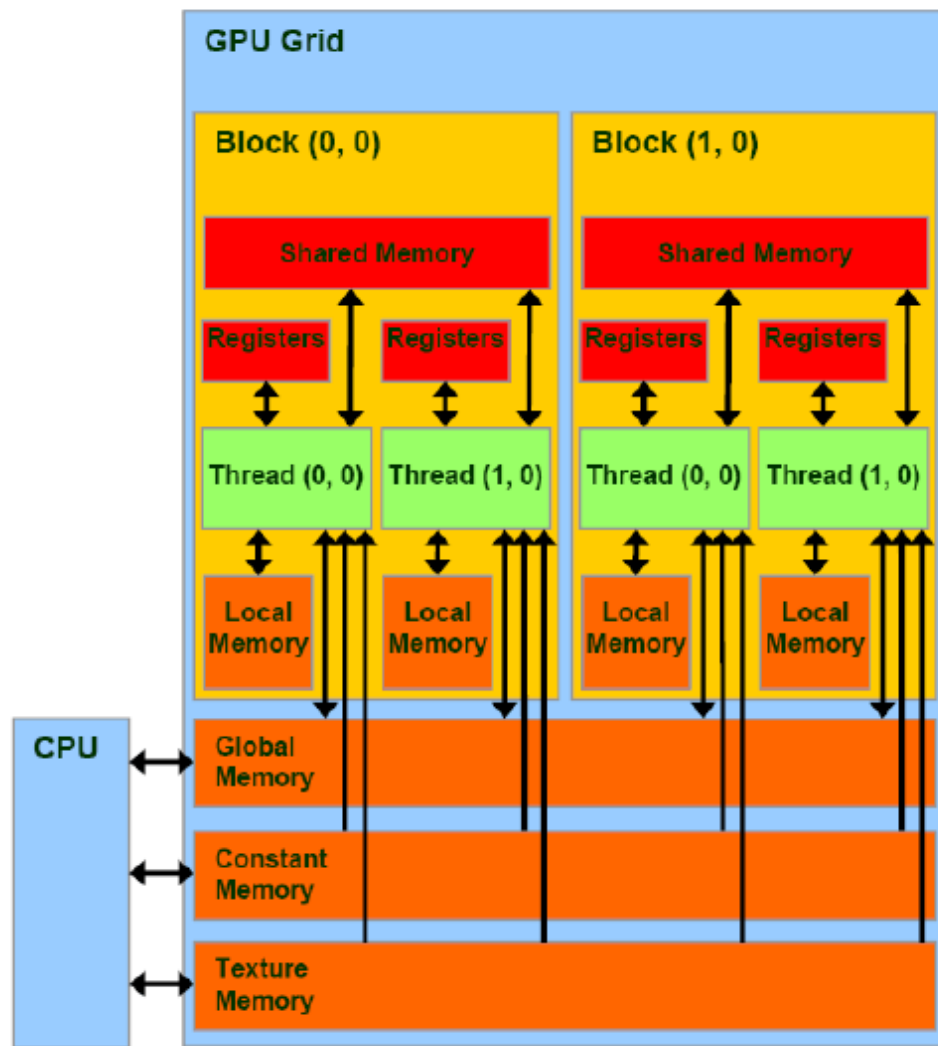 GPU Grid
Block (0, 0)
Block (1, 0)
Shared Memory
Shared Memory
Registers
Registers
Registers
Registers
Thread (0, 0)
Thread (1, 0)
Thread (0, 0)
Thread (1, 0)
Local
Memory
Local
Memory
Local
Memory
Local
Memory
CPU
Global
Memory
Constant
Memory
Texture
Memory